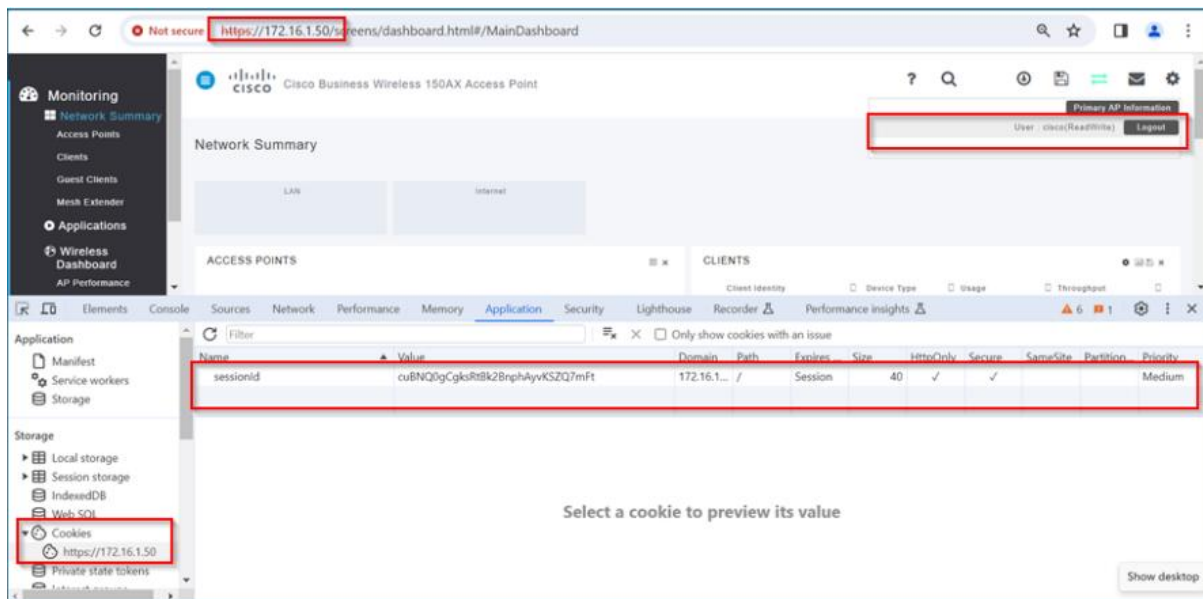 Not secure https://172.16.1.50/screens/dashboard.html#/MainDashboard
Monitoring
Network Summary
Access Points
Clients
Guest Clients
Mesh Extender
Applications
Wireless
Dashboard
AP Performance
CISCO Cisco Business Wireless 150AX Access Point
?
Primary AP Information
User : cisco(ReadWrite) Logout
Network Summary
LAN Internet
ACCESS POINTS
CLIENTS
Client Identity Device Type Usage Throughput
Elements Console Sources Network Performance Memory Application Security Lighthouse Recorder Performance insights 6 1
Application
Manifest
Service workers
Storage
Storage
Local storage
Session storage
IndexedDB
Web SQL
Cookies
https://172.16.1.50
Private state tokens
Filter Only show cookies with an issue
Name Value Domain Path Expires ... Size HttpOnly Secure SameSite Partition... Priority
sessionId 172.16.1... / Session 40 ✓ ✓ Medium
Select a cookie to preview its value
Show desktop